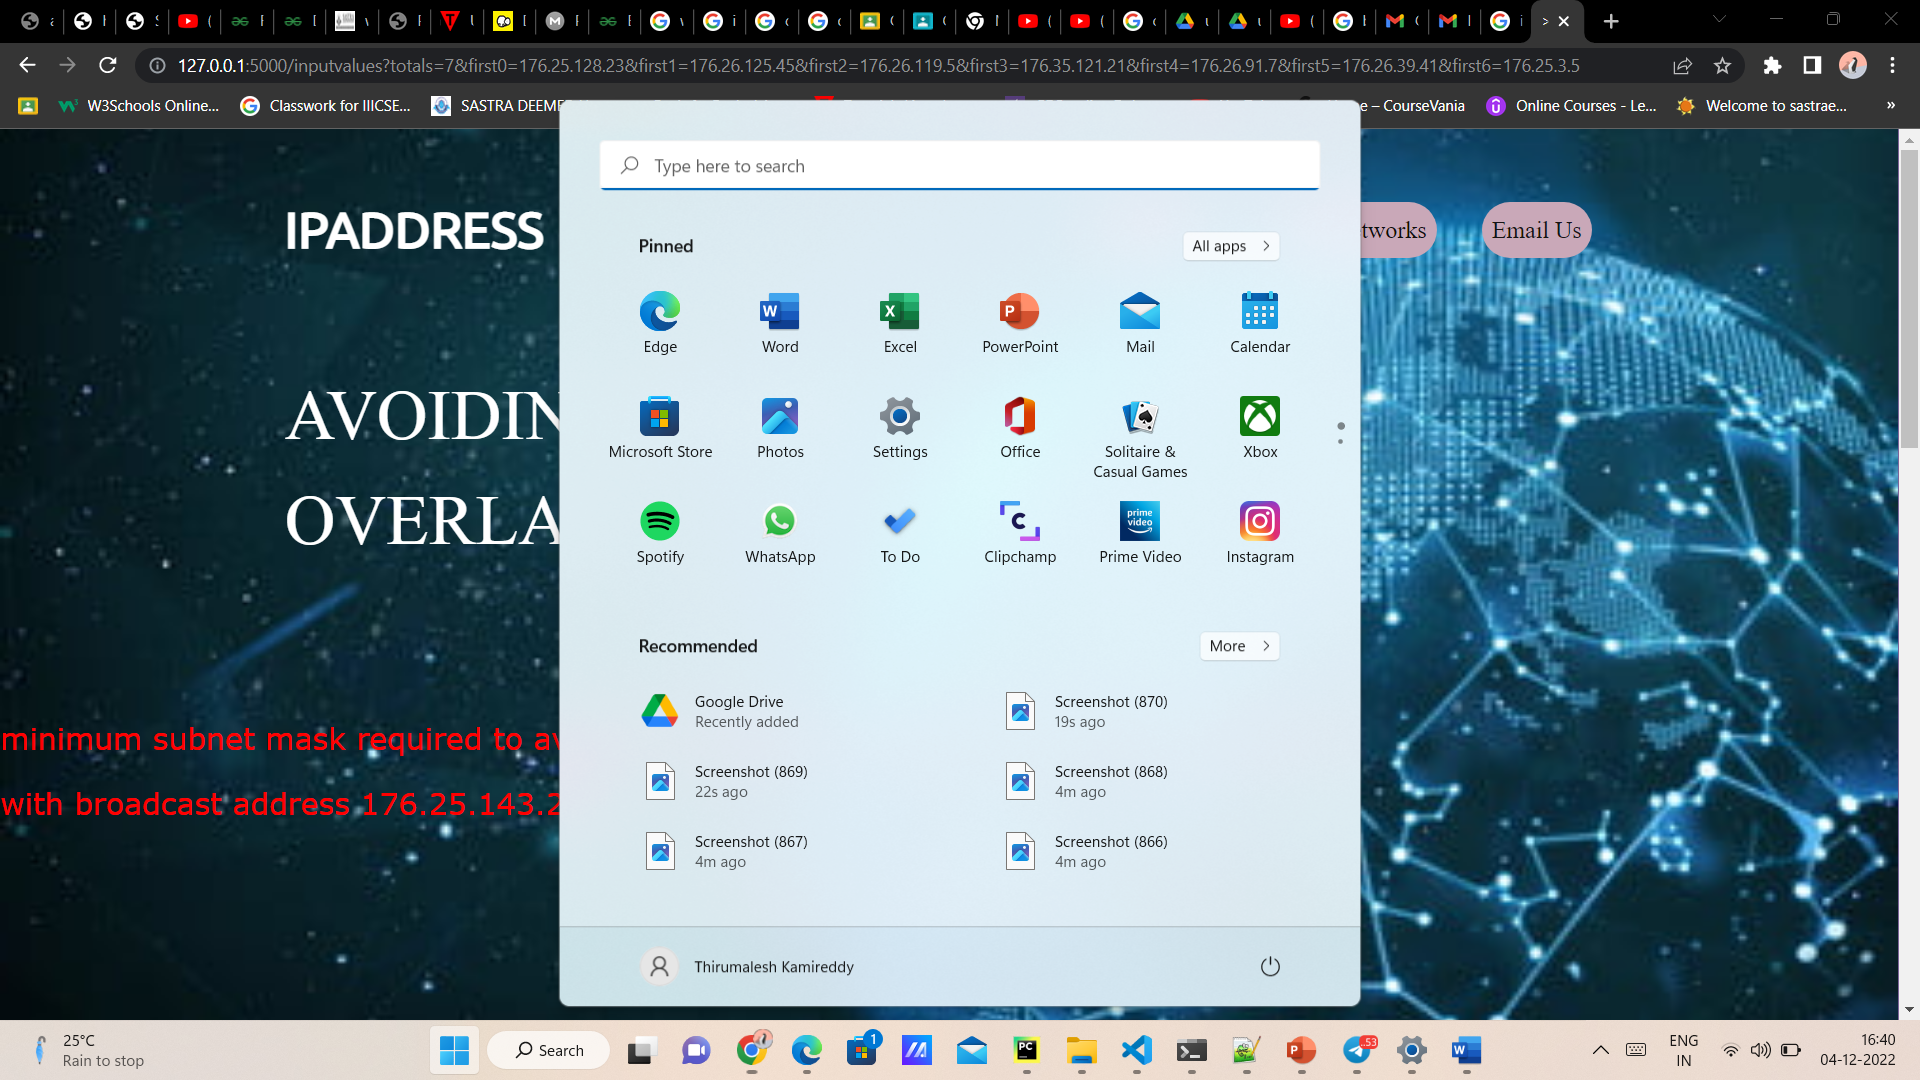 127.0.0.1:5000/inputvalues?totals=7&first0=176.25.128.23&first1=176.26.125.45&first2=176.26.119.5&first3=176.35.121.21&first4=176.26.91.7&first5=176.26.39.41&first6=176.25.3.5
W3Schools Online... Classwork for IIICSE... SASTRA DEEME – CourseVania Online Courses - Le... Welcome to sastrae... »
Type here to search
IPADDRESS
tworks
Email Us
Pinned
All apps
Edge
Word
Excel
PowerPoint
Mail
Calendar
AVOIDIN
Microsoft Store
Photos
Settings
Office
Solitaire &
Casual Games
Xbox
OVERLA
Spotify
WhatsApp
To Do
Clipchamp
prime video
Prime Video
Instagram
Recommended
More
Google Drive
Recently added
Screenshot (870)
19s ago
minimum subnet mask required to av
Screenshot (869)
22s ago
Screenshot (868)
4m ago
with broadcast address 176.25.143.2
Screenshot (867)
4m ago
Screenshot (866)
4m ago
Thirumalesh Kamireddy
25°C
Rain to stop
Search
1
PC
53
ENG
IN
16:40
04-12-2022